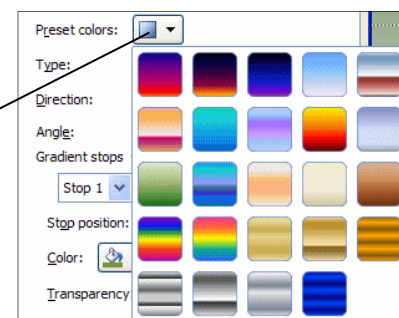 Preset colors:
Type:
Direction:
Angle:
Gradient stops
Stop 1
Stop position:
Color:
Transparency